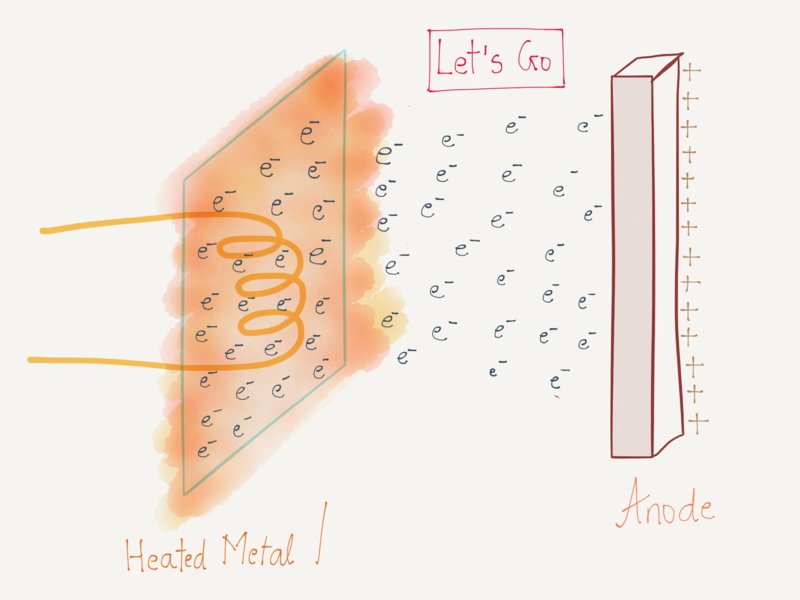 Let's Go
e⁻ e⁻ e⁻
e⁻ e⁻ e⁻
e⁻ e⁻ e⁻ e⁻
e⁻ e⁻
e⁻ e⁻ e⁻
e⁻ e⁻ e⁻ e⁻ e⁻ e⁻
e⁻ e⁻ e⁻
e⁻ e⁻ e⁻ e⁻ e⁻ e⁻
e⁻ e⁻
e⁻ e⁻ e⁻ e⁻ e⁻ e⁻ e⁻
e⁻ e⁻ e⁻ e⁻ e⁻
e⁻ e⁻ e⁻ e⁻
e⁻ e⁻ e⁻
e⁻ e⁻ e⁻
e⁻ e⁻
e⁻
+
+
+
+
+
+
+
+
+
+
+
+
+
+
Anode
Heated Metal